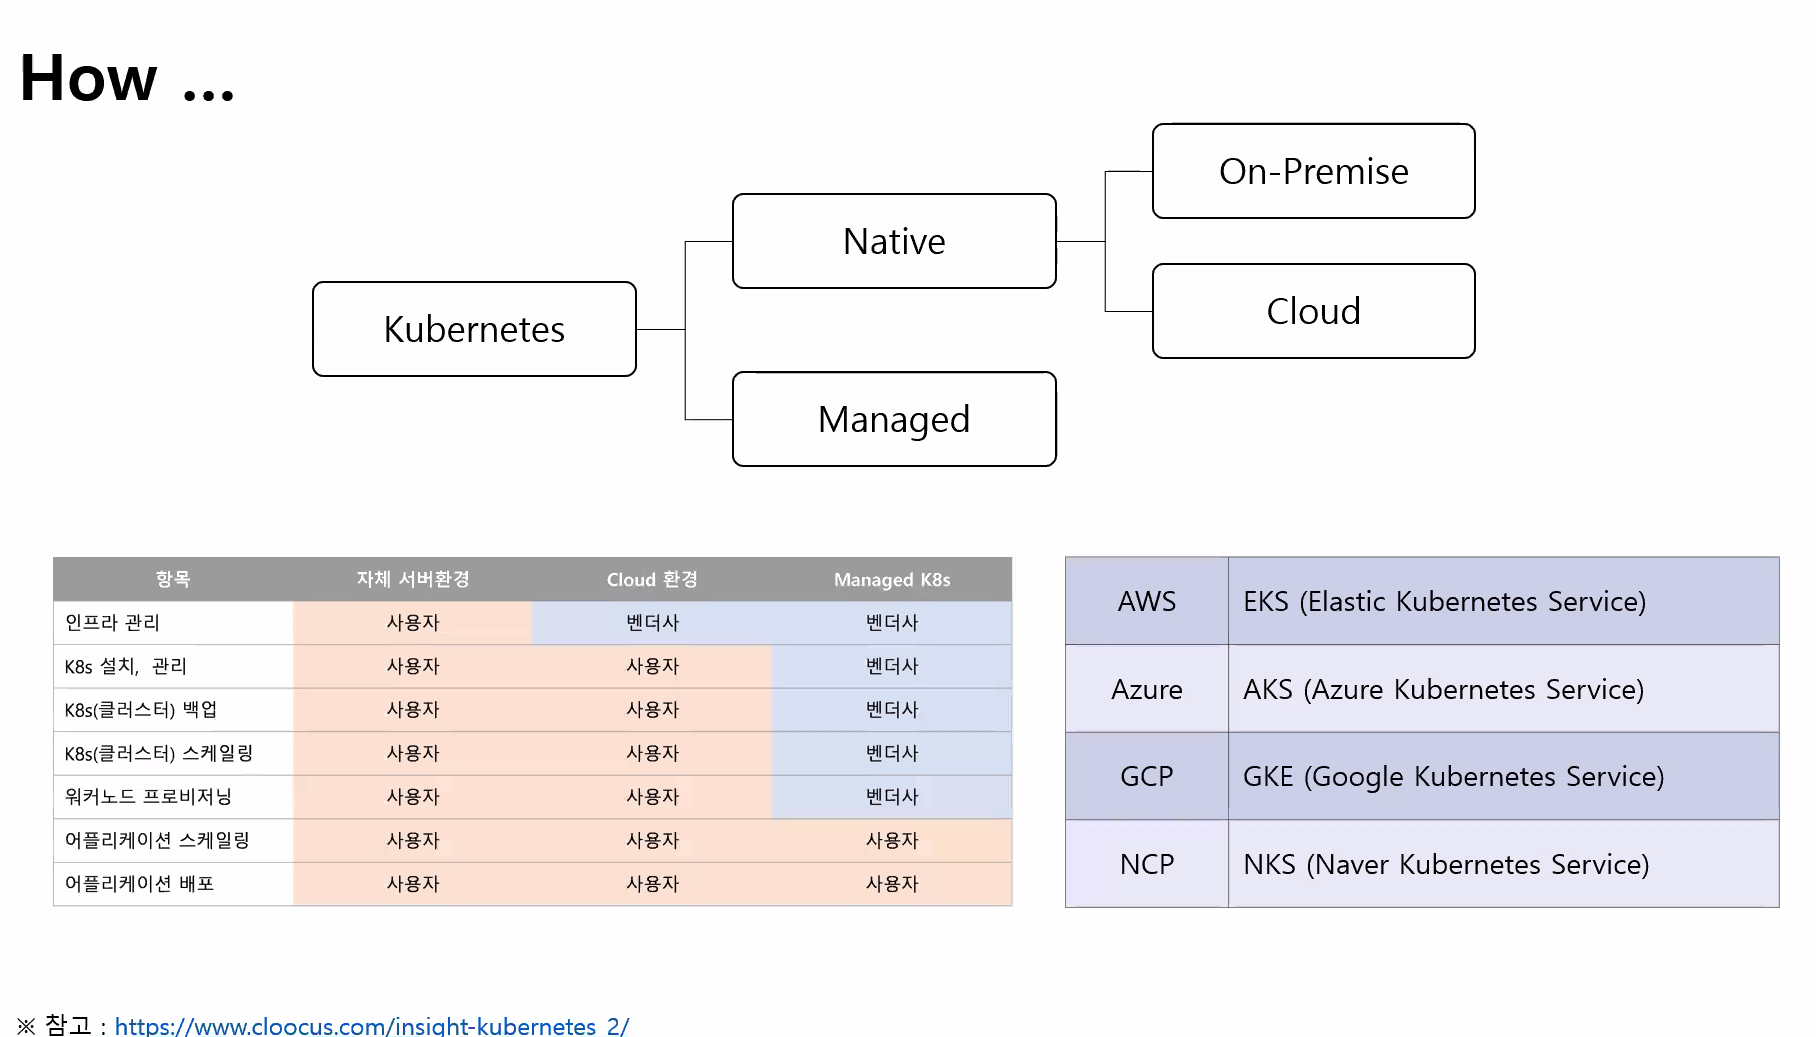 How ...
Kubernetes
Native
Managed
On-Premise
Cloud
항목 자체 서버환경 Cloud 환경 Managed K8s
인프라 관리 사용자 벤더사 벤더사
K8s 설치, 관리 사용자 사용자 벤더사
K8s(클러스터) 백업 사용자 사용자 벤더사
K8s(클러스터) 스케일링 사용자 사용자 벤더사
워커노드 프로비저닝 사용자 사용자 벤더사
어플리케이션 스케일링 사용자 사용자 사용자
어플리케이션 배포 사용자 사용자 사용자
AWS EKS (Elastic Kubernetes Service)
Azure AKS (Azure Kubernetes Service)
GCP GKE (Google Kubernetes Service)
NCP NKS (Naver Kubernetes Service)
※ 참고 : https://www.cloocus.com/insight-kubernetes_2/